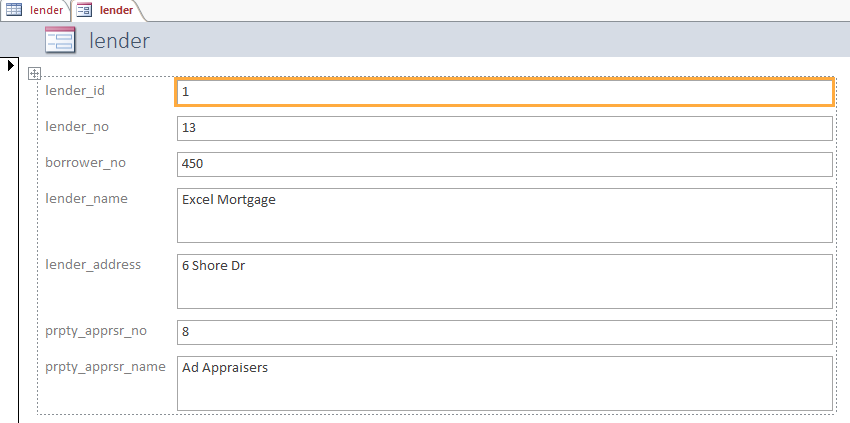 lender lender
lender
lender_id 1
lender_no 13
borrower_no 450
lender_name Excel Mortgage
lender_address 6 Shore Dr
prpty_apprsr_no 8
prpty_apprsr_name Ad Appraisers